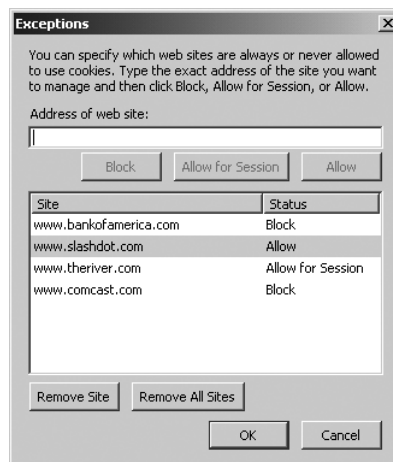 Exceptions
You can specify which web sites are always or never allowed
to use cookies. Type the exact address of the site you want
to manage and then click Block, Allow for Session, or Allow.
Address of web site:
Block Allow for Session Allow
Site Status
www.bankofamerica.com Block
www.slashdot.com Allow
www.theriver.com Allow for Session
www.comcast.com Block
Remove Site Remove All Sites
OK Cancel